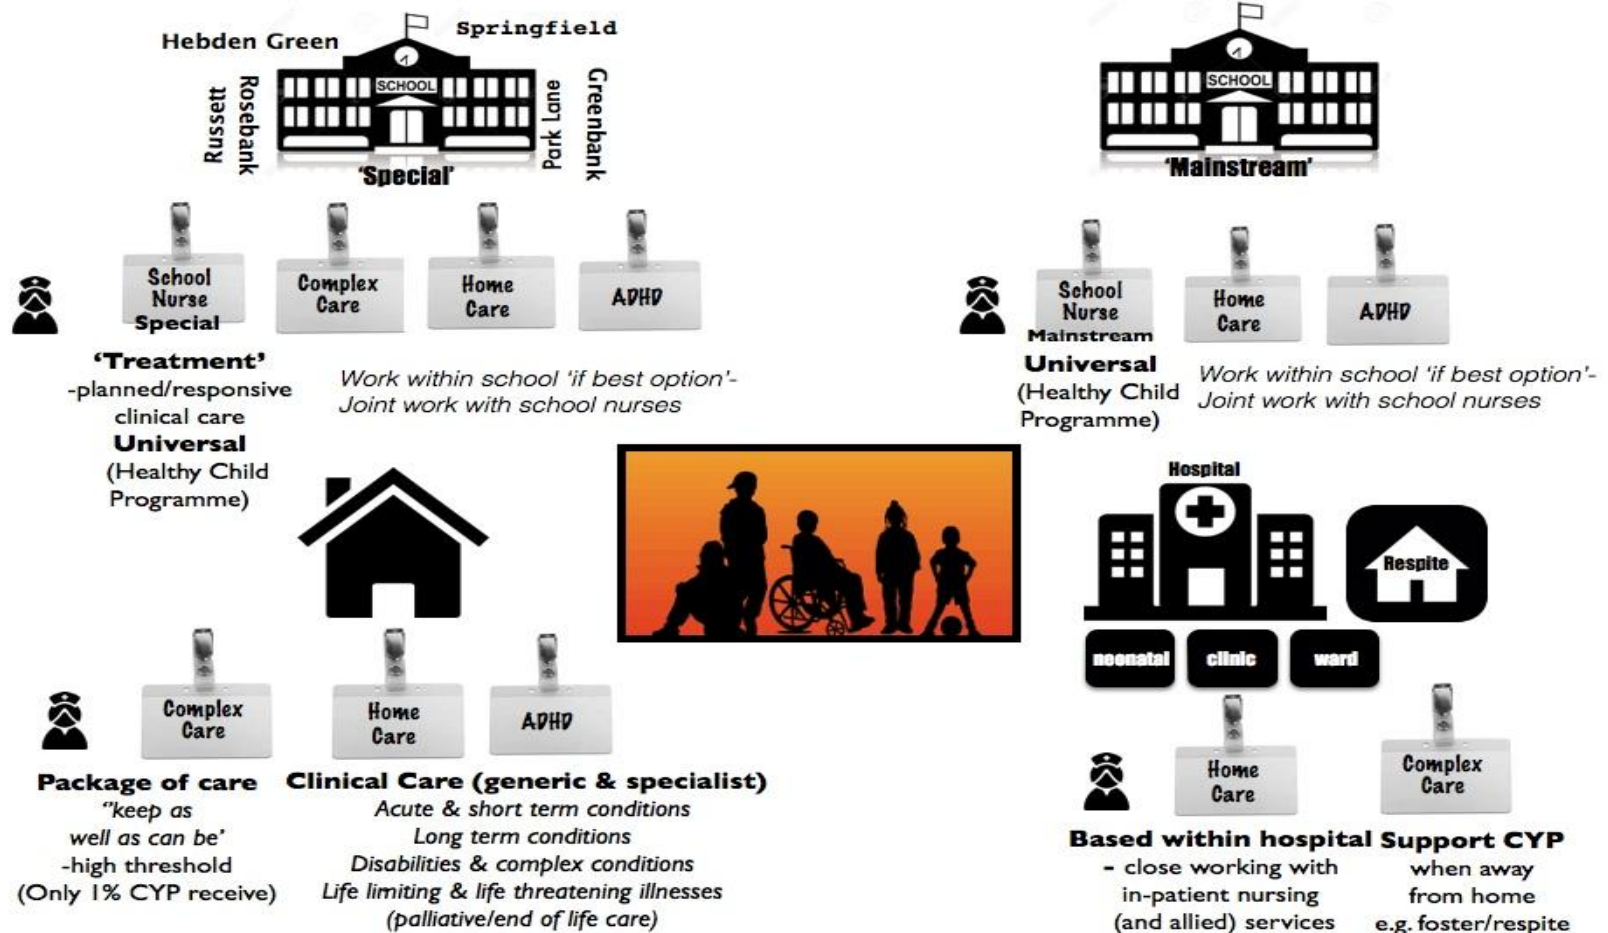 Hebden Green
Springfield
Russett
Rosebank
SCHOOL
Park Lane
Greenbank
'Special'
School
Nurse
Special
Complex
Care
Home
Care
ADHD
'Treatment'
-planned/responsive
clinical care
Universal
(Healthy Child
Programme)
Work within school 'if best option'-
Joint work with school nurses
SCHOOL
'Mainstream'
School
Nurse
Mainstream
Home
Care
ADHD
Universal
(Healthy Child
Programme)
Work within school 'if best option'-
Joint work with school nurses
Hospital
Respite
neonatal
clinic
ward
Complex
Care
Home
Care
ADHD
Package of care
"keep as
well as can be'
-high threshold
(Only 1% CYP receive)
Clinical Care (generic & specialist)
Acute & short term conditions
Long term conditions
Disabilities & complex conditions
Life limiting & life threatening illnesses
(palliative/end of life care)
Home
Care
Complex
Care
Based within hospital
- close working with
in-patient nursing
(and allied) services
Support CYP
when away
from home
e.g. foster/respite